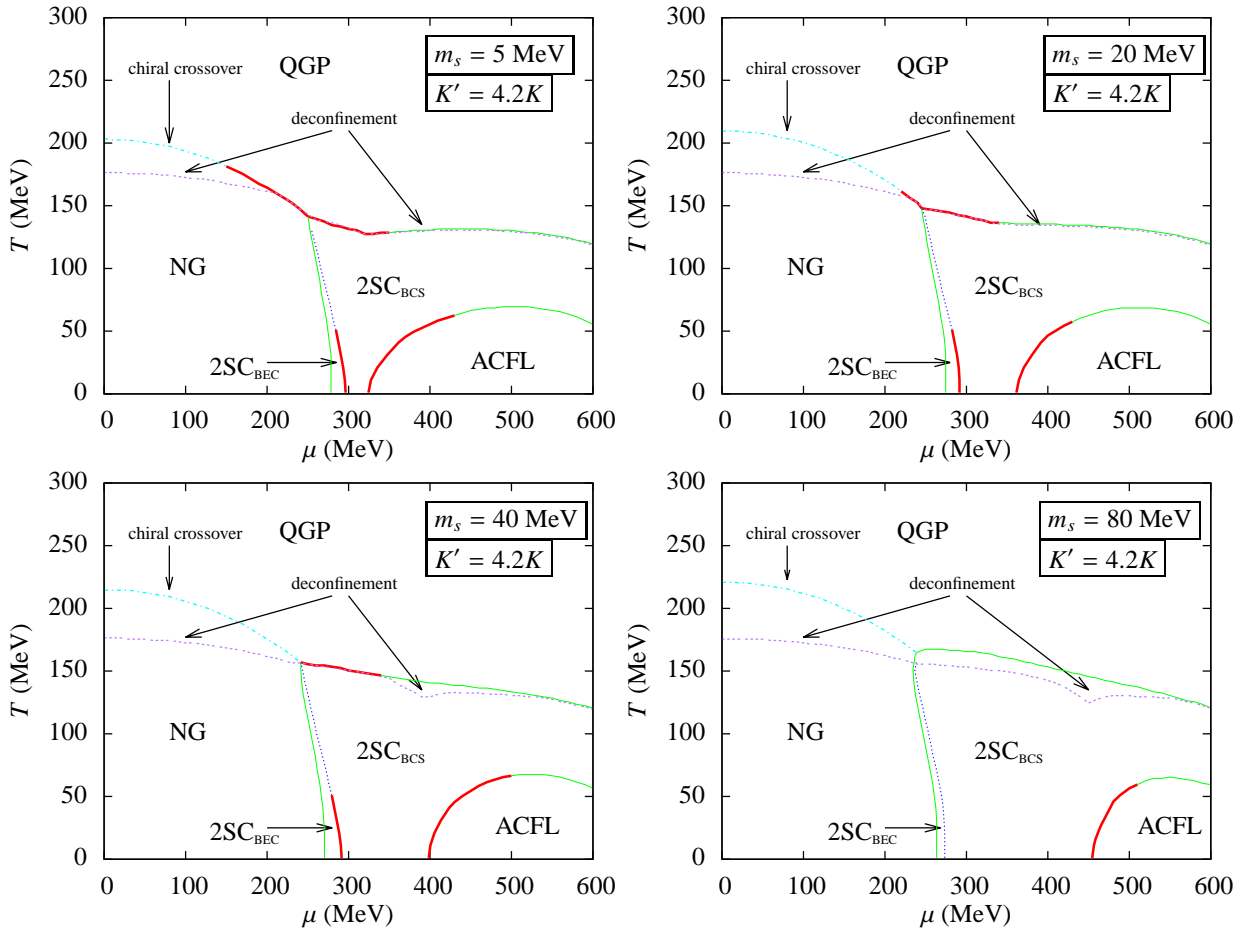 300
250
200
150
100
50
0
T (MeV)
0 100 200 300 400 500 600
μ (MeV)
chiral crossover
QGP
m_s = 5 MeV
K′ = 4.2K
deconfinement
NG
2SC_BCS
2SC_BEC
ACFL
300
250
200
150
100
50
0
T (MeV)
0 100 200 300 400 500 600
μ (MeV)
chiral crossover
QGP
m_s = 20 MeV
K′ = 4.2K
deconfinement
NG
2SC_BCS
2SC_BEC
ACFL
300
250
200
150
100
50
0
T (MeV)
0 100 200 300 400 500 600
μ (MeV)
chiral crossover
QGP
m_s = 40 MeV
K′ = 4.2K
deconfinement
NG
2SC_BCS
2SC_BEC
ACFL
300
250
200
150
100
50
0
T (MeV)
0 100 200 300 400 500 600
μ (MeV)
chiral crossover
QGP
m_s = 80 MeV
K′ = 4.2K
deconfinement
NG
2SC_BCS
2SC_BEC
ACFL